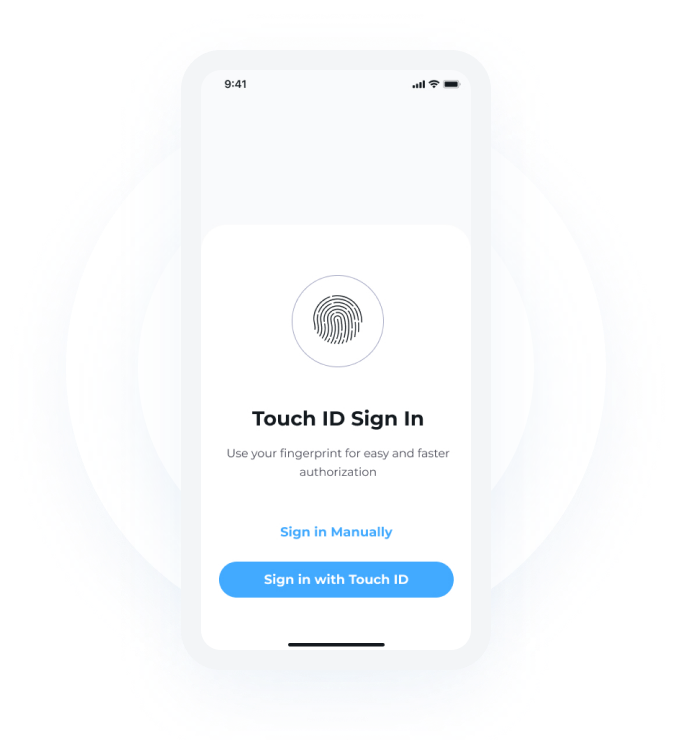 9:41
Touch ID Sign In
Use your fingerprint for easy and faster
authorization
Sign in Manually
Sign in with Touch ID